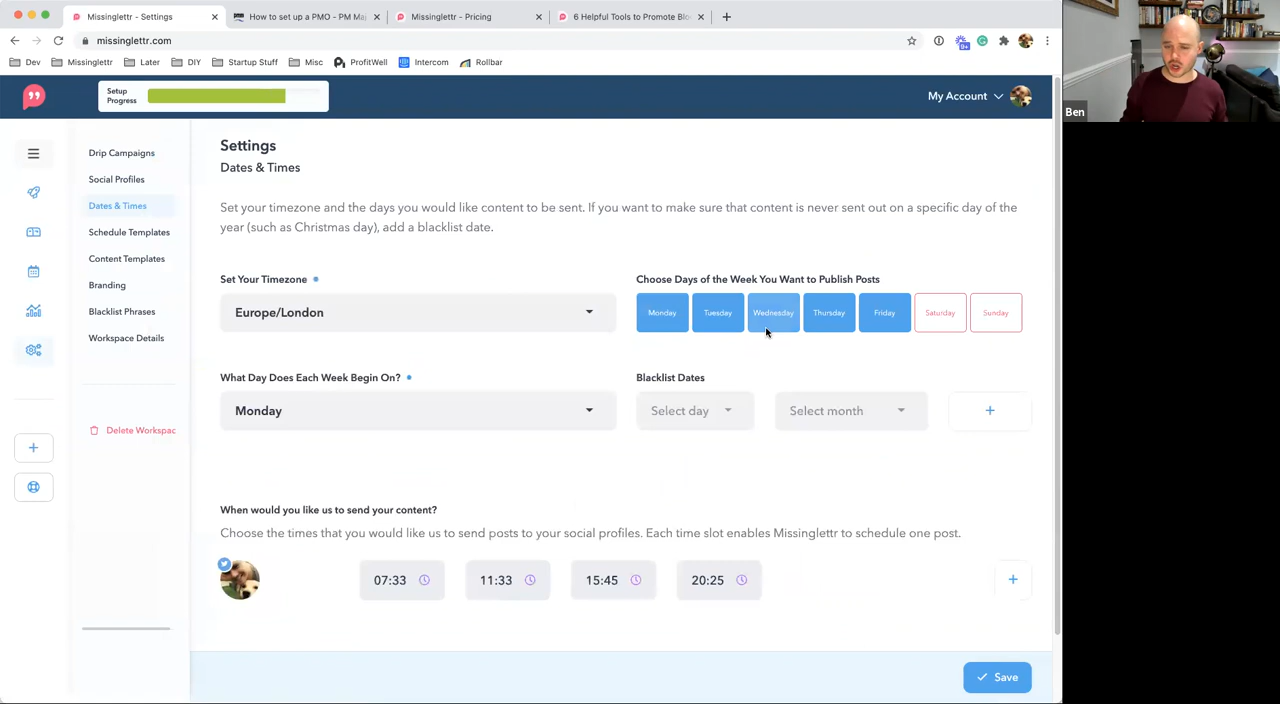 Missinglettr - Settings
How to set up a PMO - PM Ma
Missinglettr - Pricing
6 Helpful Tools to Promote Blo
missinglettr.com
9+
Dev
Missinglettr
Later
DIY
Startup Stuff
Misc
ProfitWell
Intercom
Rollbar
Ben
Setup
Progress
My Account
Drip Campaigns
Social Profiles
Dates & Times
Schedule Templates
Content Templates
Branding
Blacklist Phrases
Workspace Details
Delete Workspac
Settings
Dates & Times
Set your timezone and the days you would like content to be sent. If you want to make sure that content is never sent out on a specific day of the
year (such as Christmas day), add a blacklist date.
Set Your Timezone
Europe/London
Choose Days of the Week You Want to Publish Posts
Monday Tuesday Wednesday Thursday Friday Saturday Sunday
What Day Does Each Week Begin On?
Monday
Blacklist Dates
Select day Select month
When would you like us to send your content?
Choose the times that you would like us to send posts to your social profiles. Each time slot enables Missinglettr to schedule one post.
07:33 11:33 15:45 20:25
Save